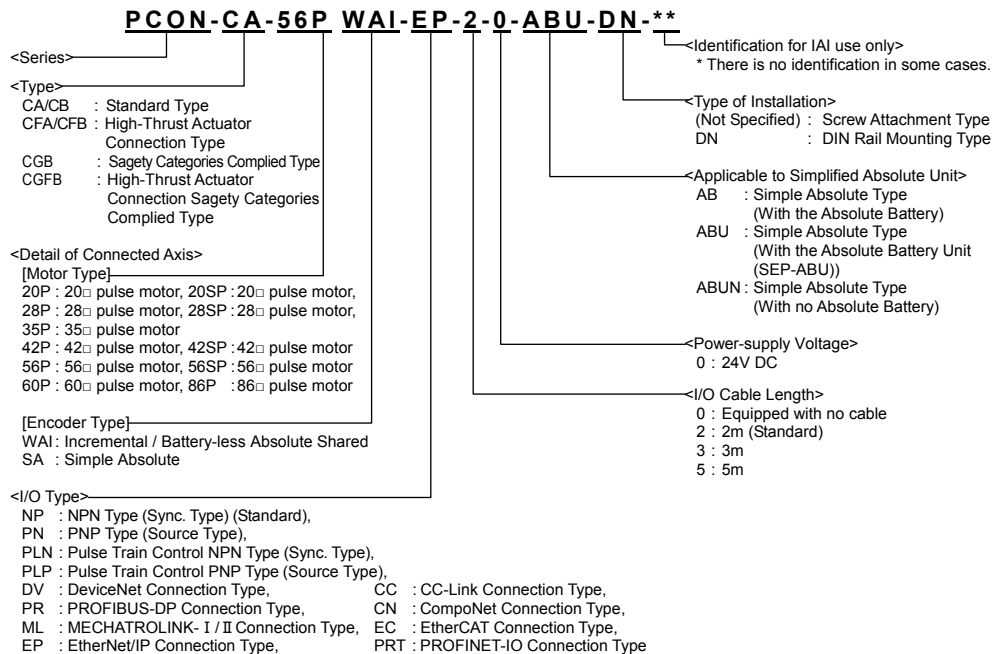 PCON-CA-56P WAI-EP-2-0-ABU-DN-**
<Series>
<Type>
CA/CB : Standard Type
CFA/CFB : High-Thrust Actuator
Connection Type
CGB : Sagety Categories Complied Type
CGFB : High-Thrust Actuator
Connection Sagety Categories
Complied Type
<Detail of Connected Axis>
[Motor Type]
20P : 20□ pulse motor, 20SP : 20□ pulse motor,
28P : 28□ pulse motor, 28SP : 28□ pulse motor,
35P : 35□ pulse motor
42P : 42□ pulse motor, 42SP : 42□ pulse motor
56P : 56□ pulse motor, 56SP : 56□ pulse motor
60P : 60□ pulse motor, 86P : 86□ pulse motor
[Encoder Type]
WAI : Incremental / Battery-less Absolute Shared
SA : Simple Absolute
<I/O Type>
NP : NPN Type (Sync. Type) (Standard),
PN : PNP Type (Source Type),
PLN : Pulse Train Control NPN Type (Sync. Type),
PLP : Pulse Train Control PNP Type (Source Type),
DV : DeviceNet Connection Type, CC : CC-Link Connection Type,
PR : PROFIBUS-DP Connection Type, CN : CompoNet Connection Type,
ML : MECHATROLINK-Ⅰ/Ⅱ Connection Type, EC : EtherCAT Connection Type,
EP : EtherNet/IP Connection Type, PRT : PROFINET-IO Connection Type
<Identification for IAI use only>
* There is no identification in some cases.
<Type of Installation>
(Not Specified) : Screw Attachment Type
DN : DIN Rail Mounting Type
<Applicable to Simplified Absolute Unit>
AB : Simple Absolute Type
(With the Absolute Battery)
ABU : Simple Absolute Type
(With the Absolute Battery Unit
(SEP-ABU))
ABUN : Simple Absolute Type
(With no Absolute Battery)
<Power-supply Voltage>
0 : 24V DC
<I/O Cable Length>
0 : Equipped with no cable
2 : 2m (Standard)
3 : 3m
5 : 5m